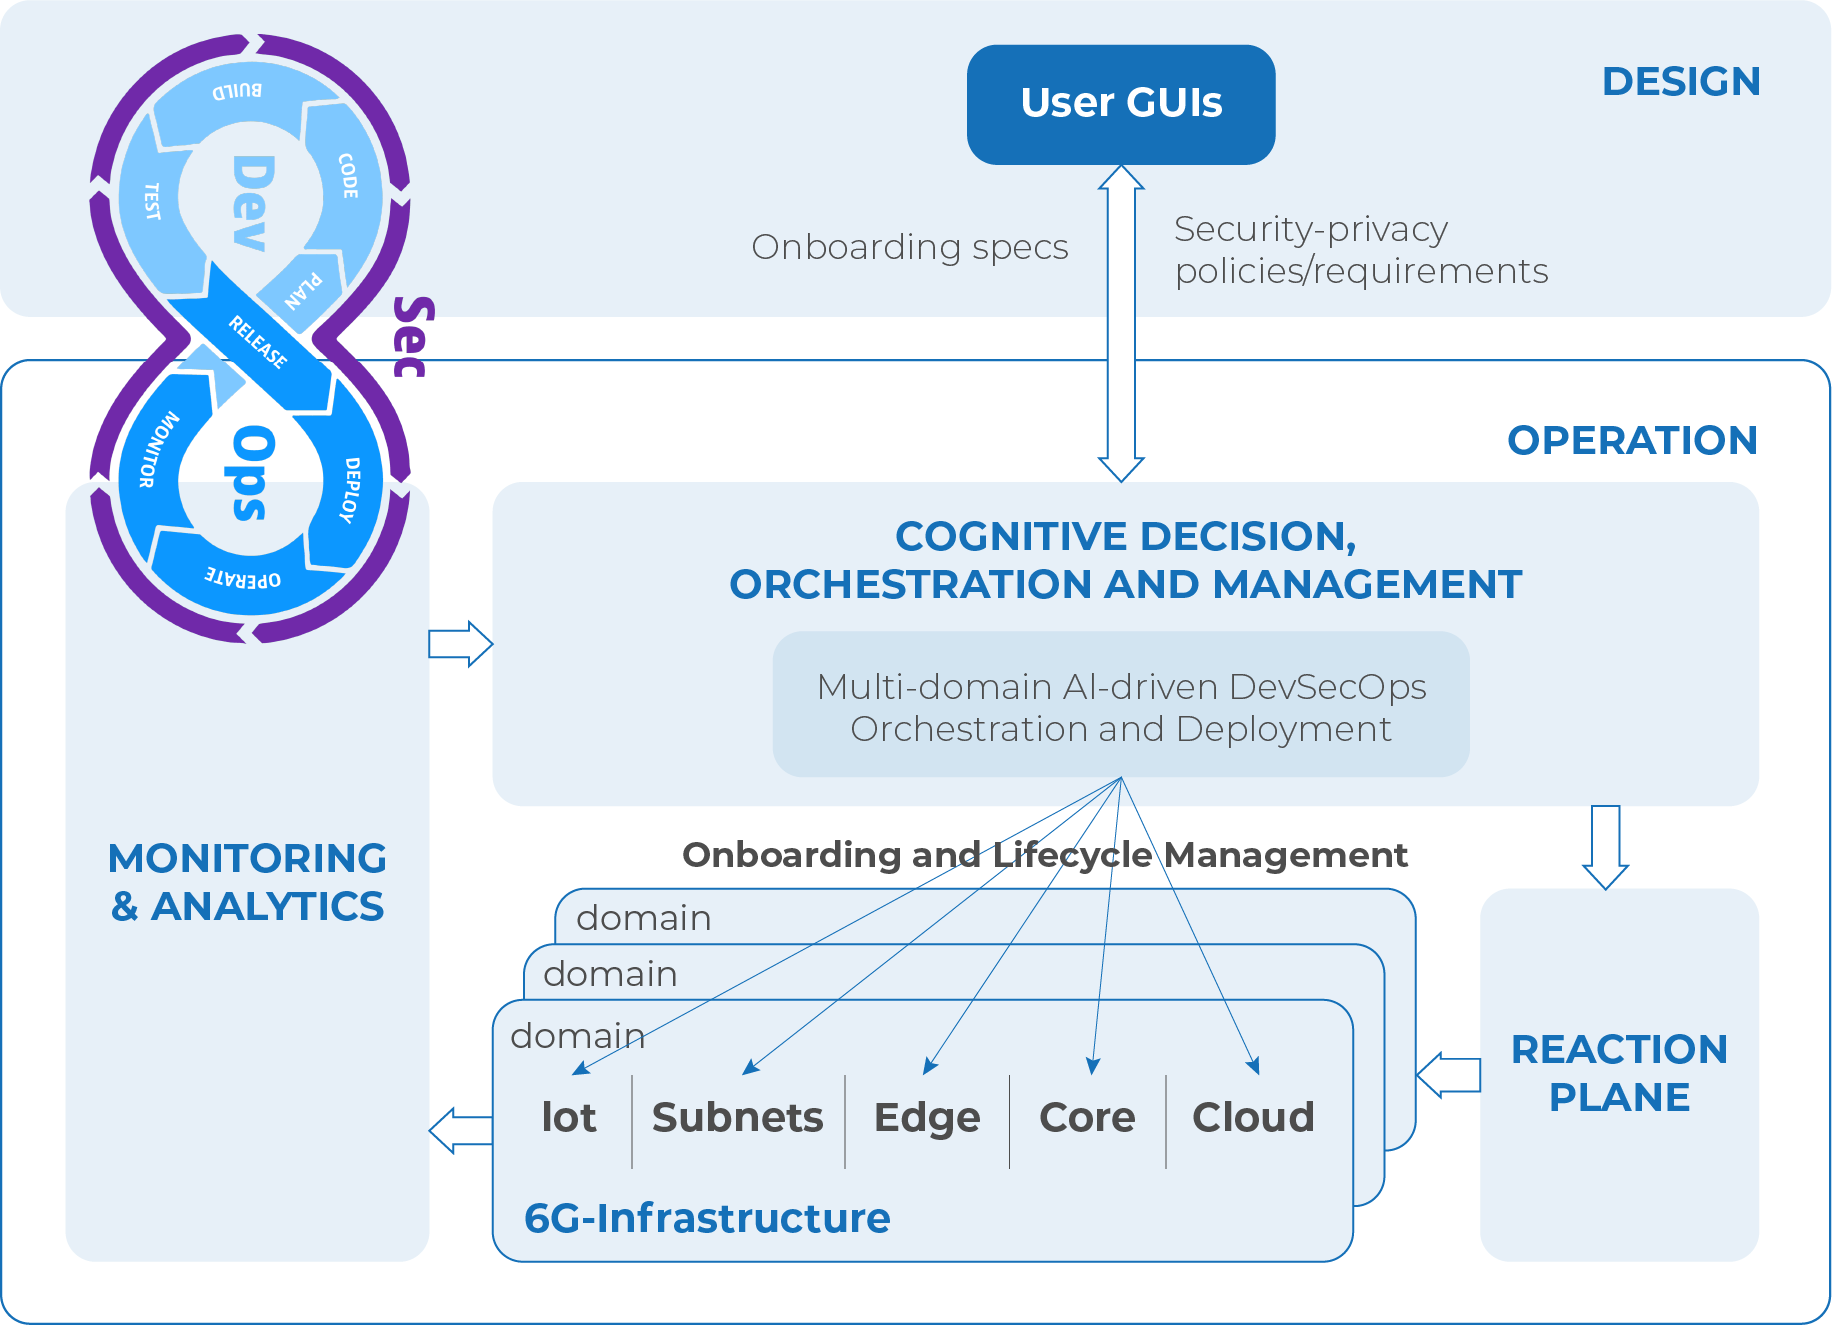 DESIGN
User GUIs
Onboarding specs
Security-privacy
policies/requirements
BUILD
CODE
TEST
Dev
PLAN
RELEASE
Sec
MONITOR
Ops
DEPLOY
OPERATE
OPERATION
COGNITIVE DECISION,
ORCHESTRATION AND MANAGEMENT
Multi-domain AI-driven DevSecOps
Orchestration and Deployment
MONITORING
& ANALYTICS
Onboarding and Lifecycle Management
domain
domain
domain
Iot
Subnets
Edge
Core
Cloud
6G-Infrastructure
REACTION
PLANE